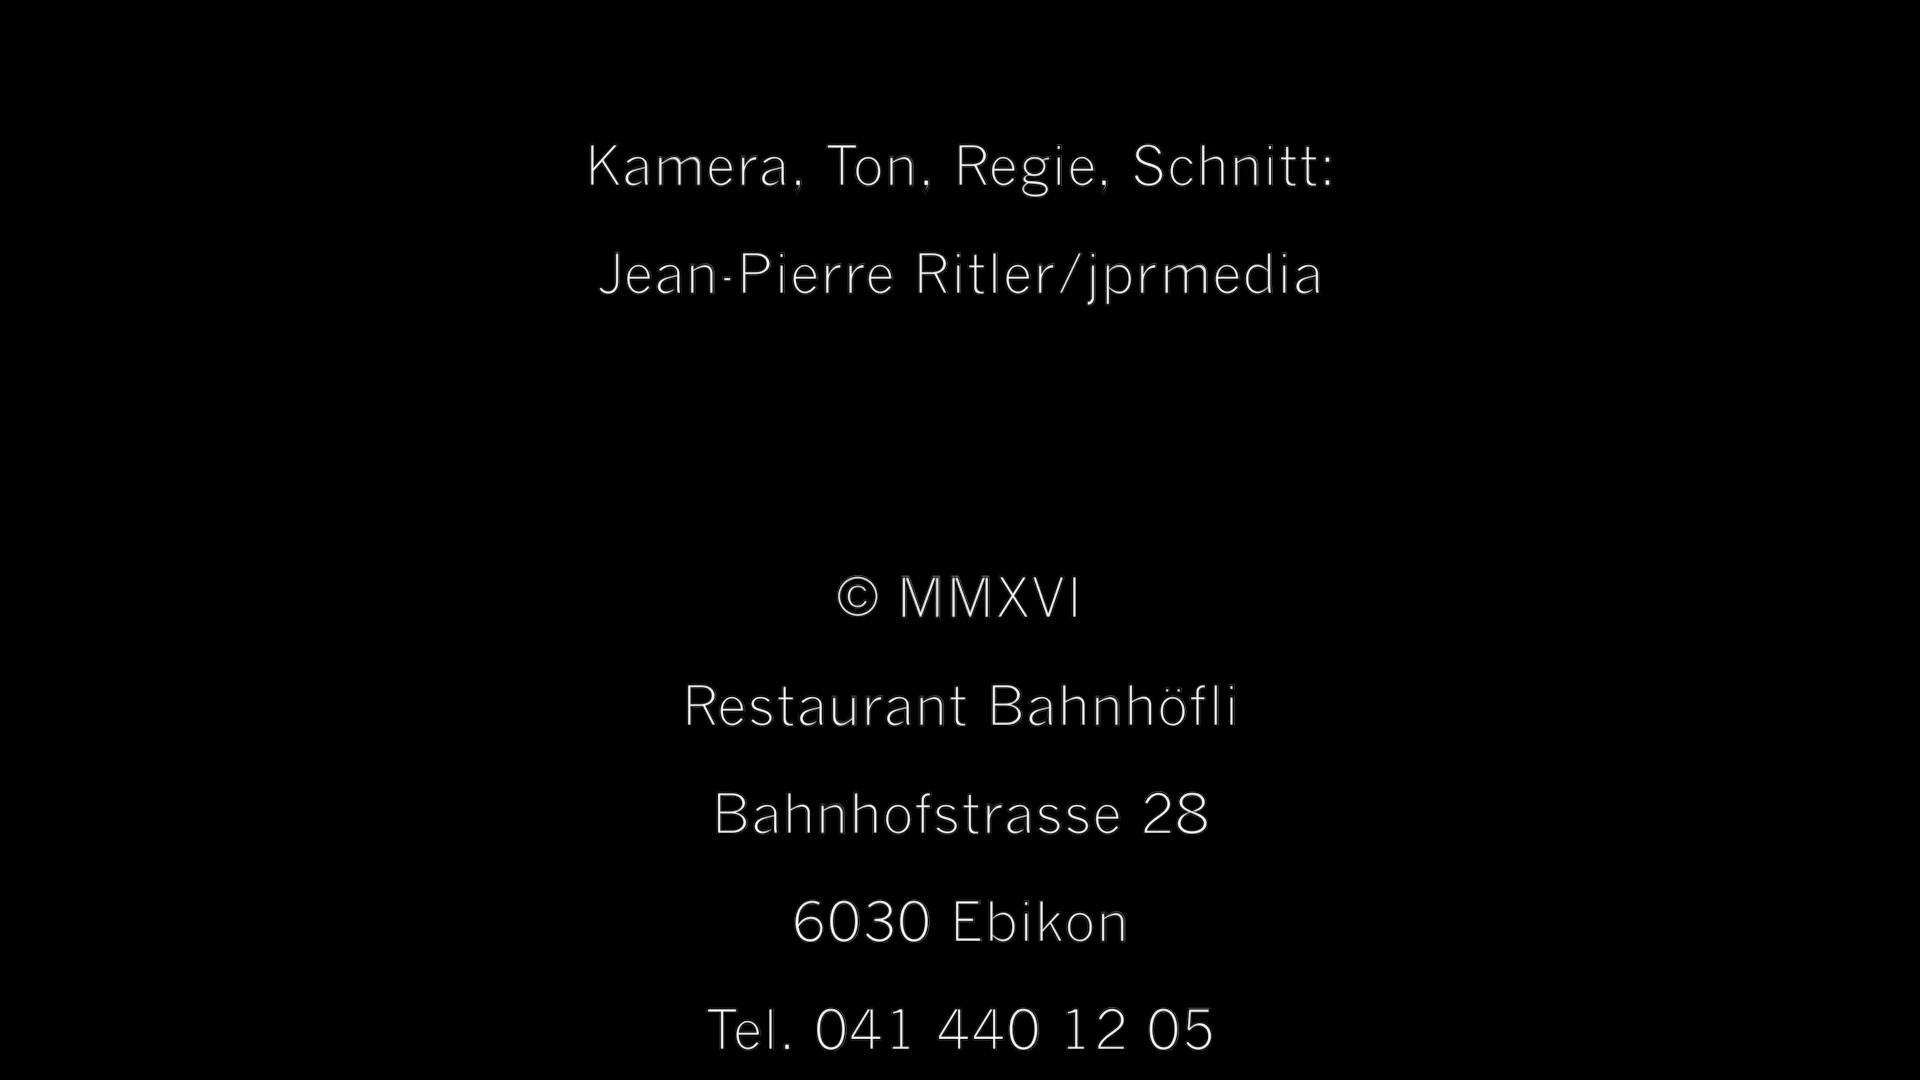 Kamera, Ton, Regie, Schnitt:
Jean-Pierre Ritler/jprmedia
© MMXVI
Restaurant Bahnhöfli
Bahnhofstrasse 28
6030 Ebikon
Tel. 041 440 12 05